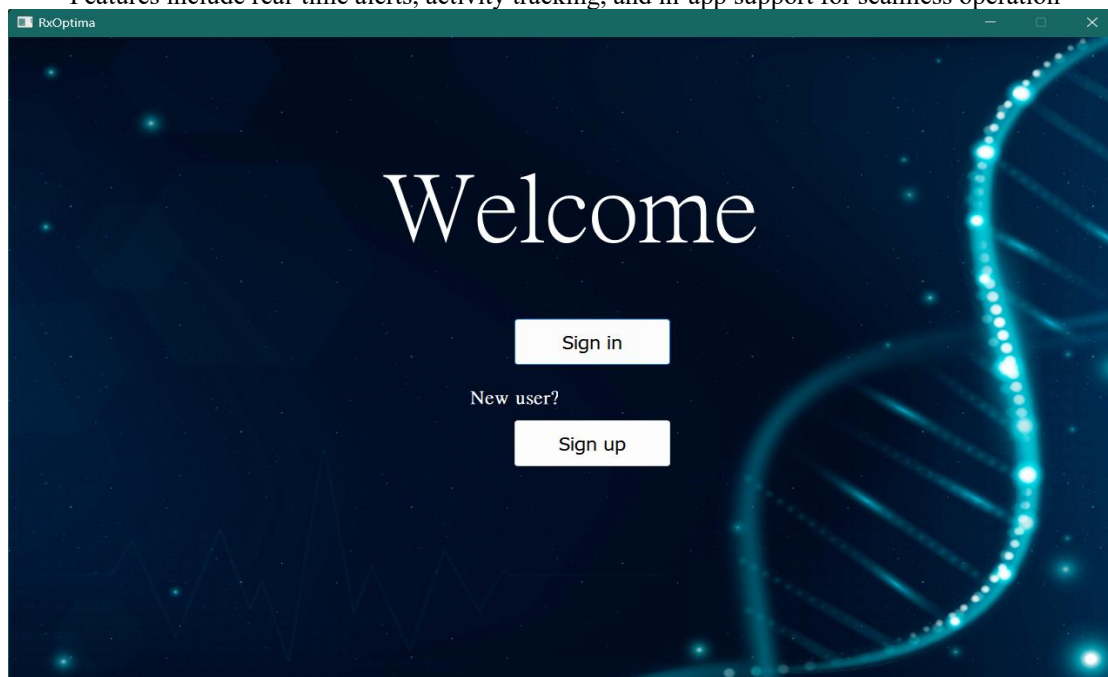 Features include real-time alerts, activity tracking, and in-app support for seamless operation
RxOptima
Welcome
Sign in
New user?
Sign up